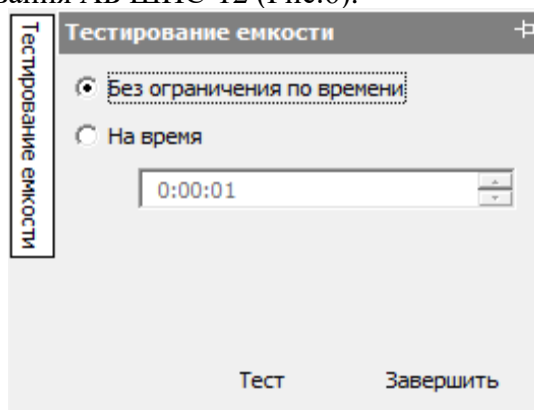 Тестирование емкости
Тестирование емкости
Без ограничения по времени
На время
0:00:01
Тест
Завершить